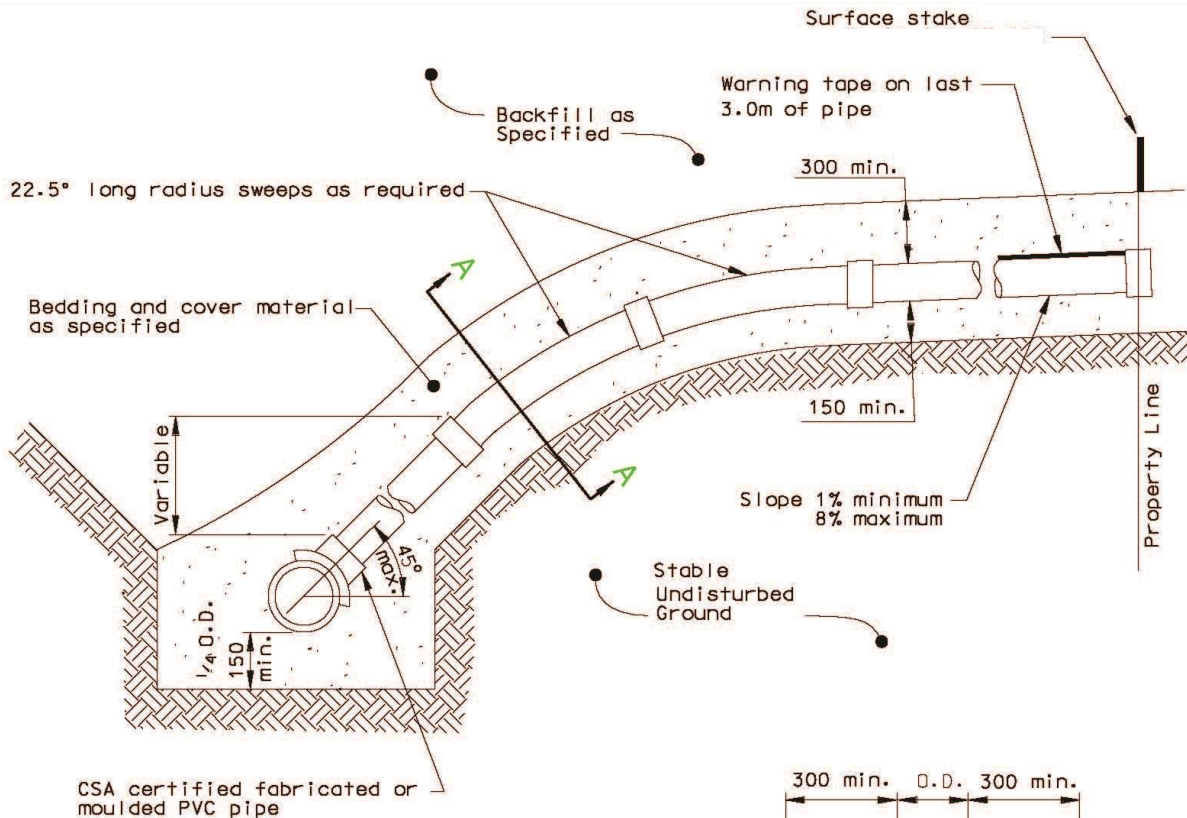 Surface stake
Warning tape on last
3.0m of pipe
Backfill as
Specified
300 min.
22.5° long radius sweeps as required
A
Bedding and cover material
as specified
150 min.
Variable
A
Slope 1% minimum
8% maximum
Property Line
45°
max.
Stable
Undisturbed
Ground
1/4 O.D.
150
min.
CSA certified fabricated or
moulded PVC pipe
300 min. O.D. 300 min.